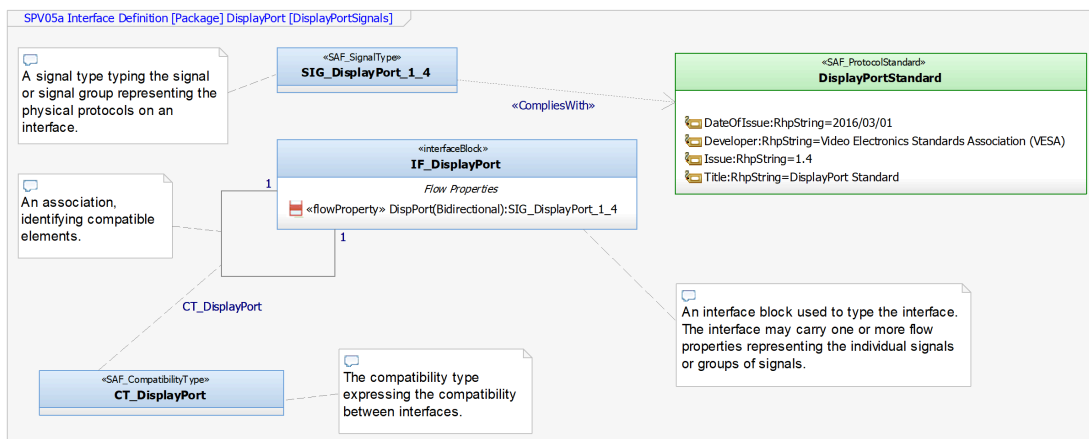 SPV05a Interface Definition [Package] DisplayPort [DisplayPortSignals]
A signal type typing the signal
or signal group representing the
physical protocols on an
interface.
«SAF_SignalType»
SIG_DisplayPort_1_4
«CompliesWith»
«SAF_ProtocolStandard»
DisplayPortStandard
DateOfIssue:RhpString=2016/03/01
Developer:RhpString=Video Electronics Standards Association (VESA)
Issue:RhpString=1.4
Title:RhpString=DisplayPort Standard
«interfaceBlock»
IF_DisplayPort
Flow Properties
«flowProperty» DispPort(Bidirectional):SIG_DisplayPort_1_4
1
1
An association,
identifying compatible
elements.
CT_DisplayPort
An interface block used to type the interface.
The interface may carry one or more flow
properties representing the individual signals
or groups of signals.
«SAF_CompatibilityType»
CT_DisplayPort
The compatibility type
expressing the compatibility
between interfaces.